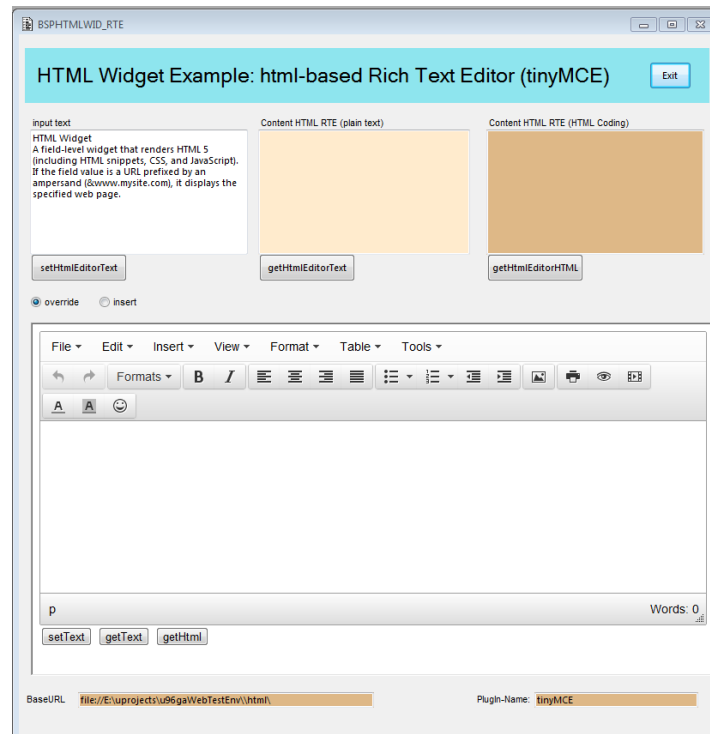 BSPHTMLWID_RTE
HTML Widget Example: html-based Rich Text Editor (tinyMCE)
Exit
input text
Content HTML RTE (plain text)
Content HTML RTE (HTML Coding)
HTML Widget
A field-level widget that renders HTML 5
(including HTML snippets, CSS, and JavaScript).
If the field value is a URL prefixed by an
ampersand (&www.mysite.com), it displays the
specified web page.
setHtmlEditorText
getHtmlEditorText
getHtmlEditorHTML
override insert
File Edit Insert View Format Table Tools
Formats B I
A A
p Words: 0
setText getText getHtml
BaseURL file://E:\uprojects\u96gaWebTestEnv\\html\ PlugIn-Name: tinyMCE